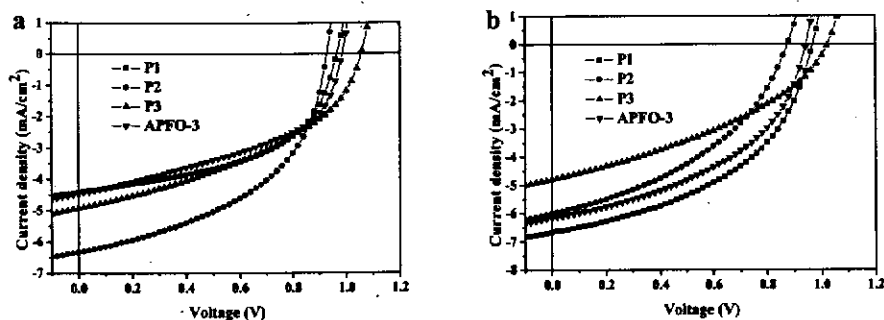 a
Current density (mA/cm²)
1
0
-1
-2
-3
-4
-5
-6
-7
P1
P2
P3
APFO-3
0.0 0.2 0.4 0.6 0.8 1.0 1.2
Voltage (V)
b
Current density (mA/cm²)
1
0
-1
-2
-3
-4
-5
-6
-7
-8
P1
P2
P3
APFO-3
0.0 0.2 0.4 0.6 0.8 1.0 1.2
Voltage (V)